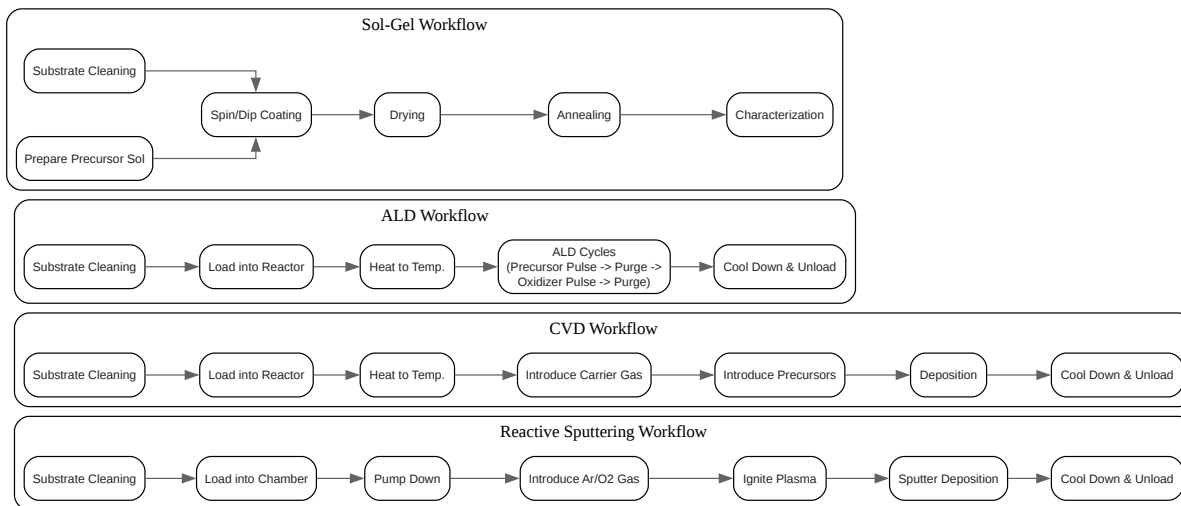 Sol-Gel Workflow
Substrate Cleaning
Spin/Dip Coating
Drying
Annealing
Characterization
Prepare Precursor Sol
ALD Workflow
Substrate Cleaning
Load into Reactor
Heat to Temp.
ALD Cycles
(Precursor Pulse -> Purge ->
Oxidizer Pulse -> Purge)
Cool Down & Unload
CVD Workflow
Substrate Cleaning
Load into Reactor
Heat to Temp.
Introduce Carrier Gas
Introduce Precursors
Deposition
Cool Down & Unload
Reactive Sputtering Workflow
Substrate Cleaning
Load into Chamber
Pump Down
Introduce Ar/O2 Gas
Ignite Plasma
Sputter Deposition
Cool Down & Unload